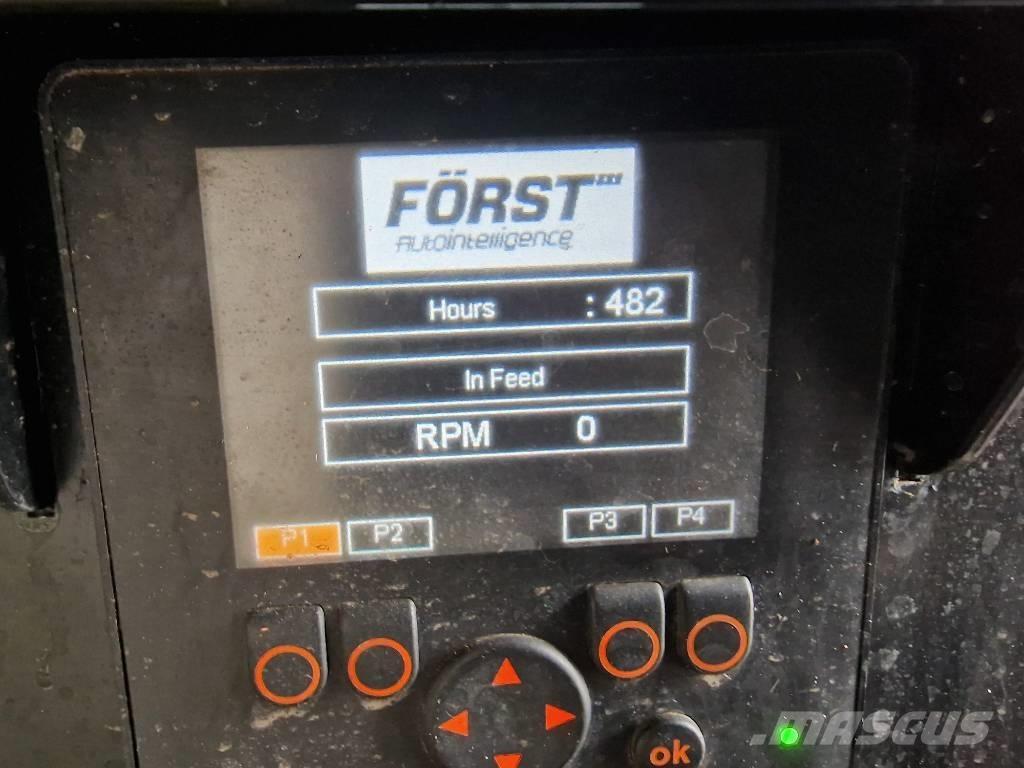 FÖRST
Autointelligence
Hours : 482
In Feed
RPM 0
P1 P2 P3 P4
ok
MASCUS